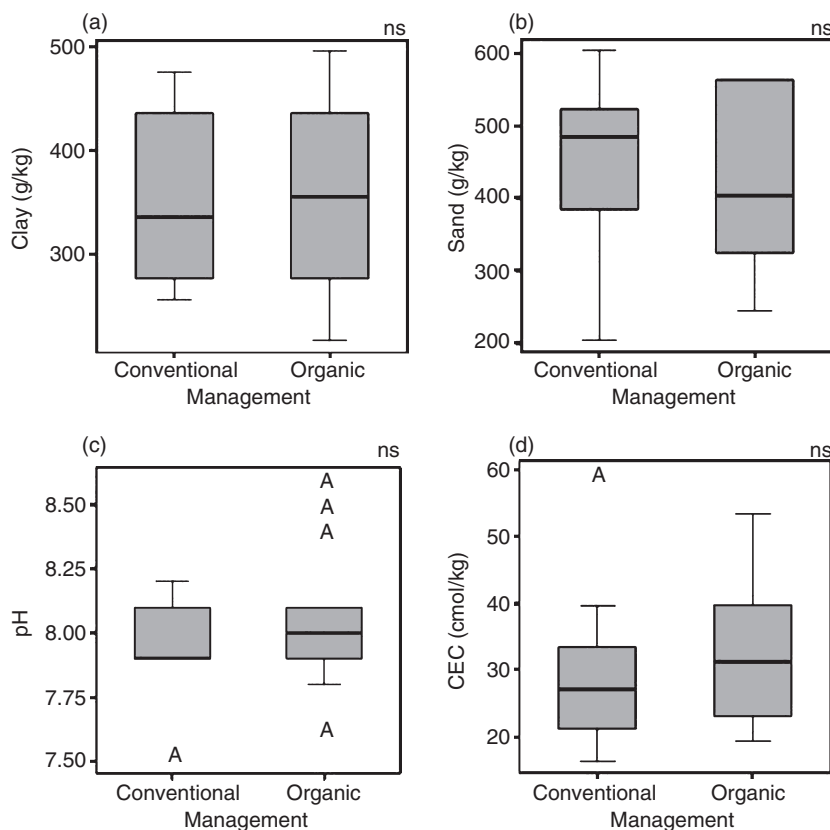 (a)
ns
Clay (g/kg)
500
400
300
Conventional Organic
Management
(b)
ns
Sand (g/kg)
600
500
400
300
200
Conventional Organic
Management
(c)
ns
pH
8.50
8.25
8.00
7.75
7.50
A
A
A
A
A
Conventional Organic
Management
(d)
ns
CEC (cmol/kg)
60
50
40
30
20
A
Conventional Organic
Management